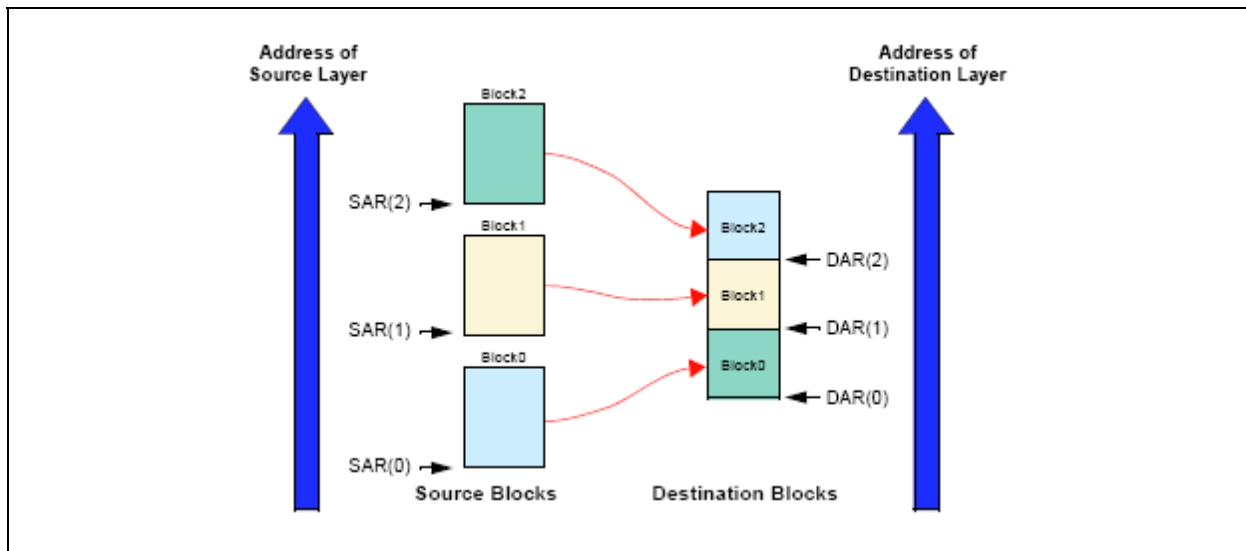 Address of
Source Layer
Address of
Destination Layer
Block2
SAR(2)
Block2
Block1
DAR(2)
Block1
SAR(1)
DAR(1)
Block0
Block0
DAR(0)
SAR(0)
Source Blocks
Destination Blocks